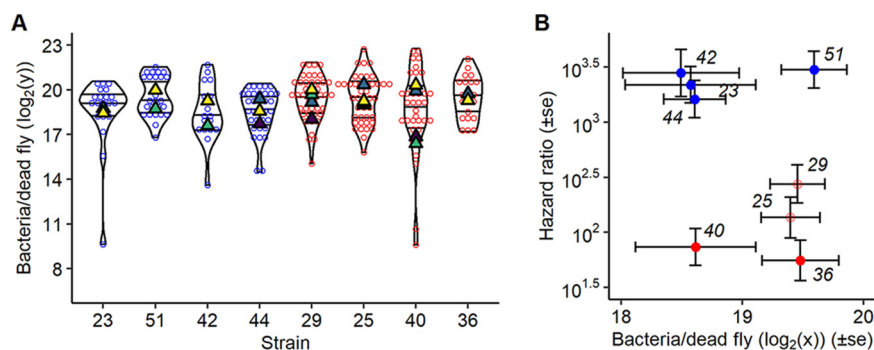 A
Bacteria/dead fly (log₂(y))
23
20
17
14
11
8
23 51 42 44 29 25 40 36
Strain
B
Hazard ratio (±se)
10^3.5
10^3
10^2.5
10^2
10^1.5
42
51
23
44
29
25
40
36
18 19 20
Bacteria/dead fly (log₂(x)) (±se)